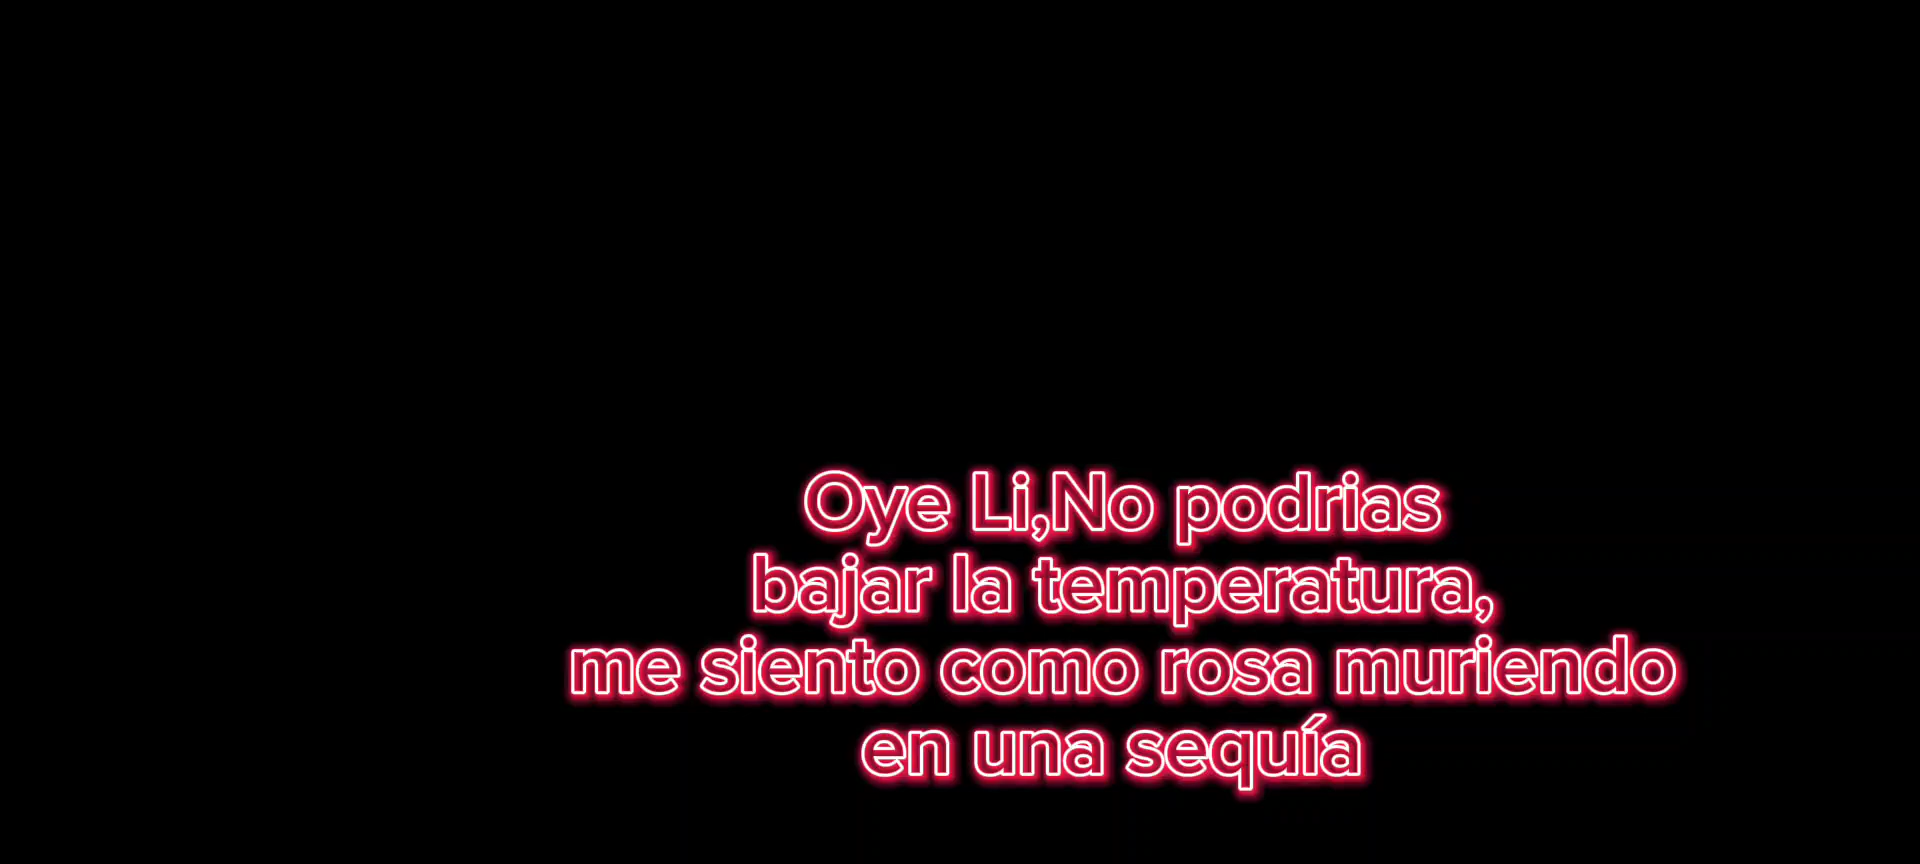 Oye Li,No podrias
bajar la temperatura,
me siento como rosa muriendo
en una sequía